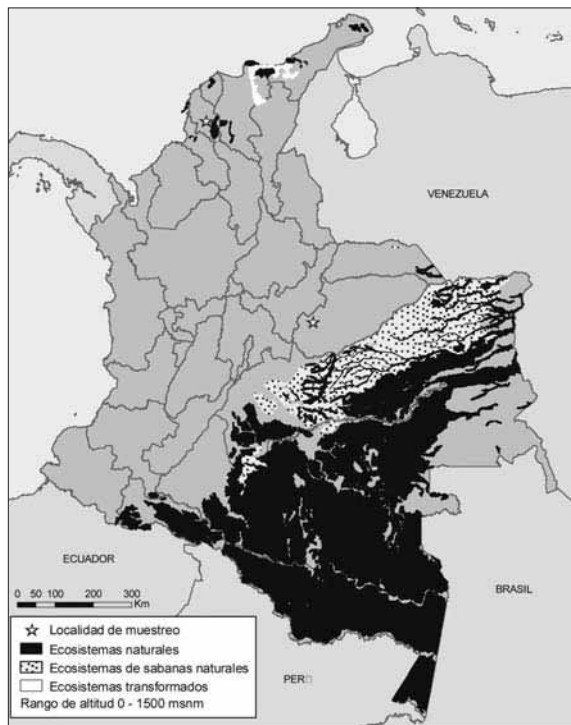 VENEZUELA
ECUADOR
BRASIL
0 50 100 200 300
Km
Localidad de muestreo
Ecosistemas naturales
Ecosistemas de sabanas naturales
Ecosistemas transformados
Rango de altitud 0 - 1500 msnm
PER□